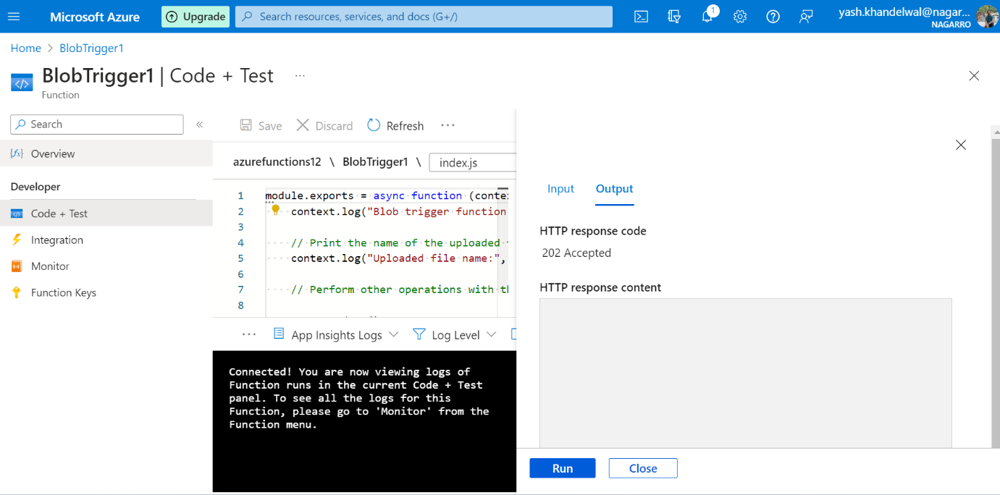 Microsoft Azure
Upgrade
Search resources, services, and docs (G+/)
1
yash.khandelwal@nagar...
NAGARRO
Home > BlobTrigger1
BlobTrigger1 | Code + Test ...
Function
Search
«
Save
Discard
Refresh
...
Overview
Developer
Code + Test
Integration
Monitor
Function Keys
azurefunctions12 \ BlobTrigger1 \ index.js
1 module.exports = async function (conte
2 context.log("Blob trigger function
3
4 // Print the name of the uploaded
5 context.log("Uploaded file name:",
6
7 // Perform other operations with th
8
... App Insights Logs Log Level
Connected! You are now viewing logs of
Function runs in the current Code + Test
panel. To see all the logs for this
Function, please go to 'Monitor' from the
Function menu.
Input Output
HTTP response code
202 Accepted
HTTP response content
Run Close